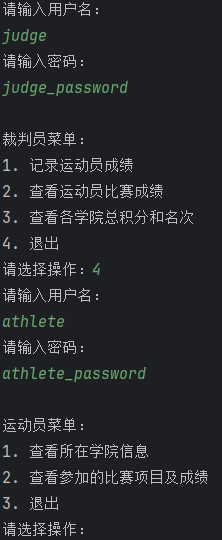 请输入用户名：
judge
请输入密码：
judge_password
裁判员菜单：
1. 记录运动员成绩
2. 查看运动员比赛成绩
3. 查看各学院总积分和名次
4. 退出
请选择操作：4
请输入用户名：
athlete
请输入密码：
athlete_password
运动员菜单：
1. 查看所在学院信息
2. 查看参加的比赛项目及成绩
3. 退出
请选择操作：